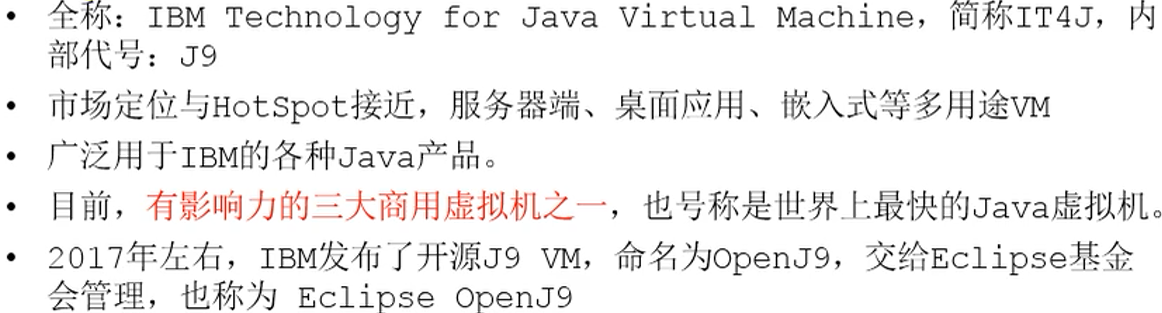 • 全称：IBM Technology for Java Virtual Machine，简称IT4J，内
部代号：J9
• 市场定位与HotSpot接近，服务器端、桌面应用、嵌入式等多用途VM
• 广泛用于IBM的各种Java产品。
• 目前，有影响力的三大商用虚拟机之一，也号称是世界上最快的Java虚拟机。
• 2017年左右，IBM发布了开源J9 VM，命名为OpenJ9，交给Eclipse基金
会管理，也称为 Eclipse OpenJ9